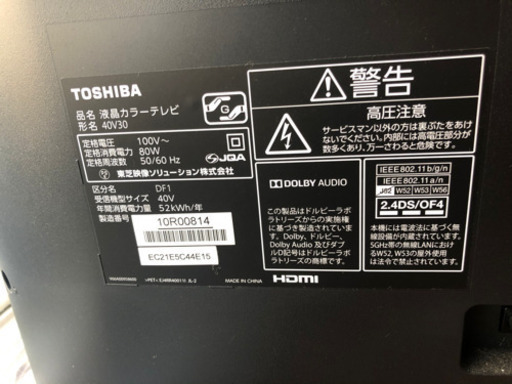 TOSHIBA
品名 液晶カラーテレビ
形名 40V30
定格電圧: 100V~
定格消費電力: 80W
定格周波数: 50/60 Hz
JQA
東芝映像ソリューション株式会社
区分名 DF1
受信機型サイズ 40V
年間消費電力量 52kWh/年
10R00814
EC21E5C44E15
MADE IN CHINA
警告
高圧注意
サービスマン以外の方は裏ぶたをあけ
ないでください。内部には高電圧部分が
数多くあり、万一さわると危険です。
DOLBY AUDIO
この製品はドルビーラボ
ラトリーズからの実施権に
基づき製造されています。
Dolby、ドルビー、
Dolby Audio 及びダブ
ルD記号はドルビーラボ
ラトリーズの商標です。
HDMI
IEEE802.11b/g/n
IEEE802.11a/n
J52 W52 W53 W56
2.4DS/OF4
本機には、電波法に基づ
く技術基準適合証明を受けた無
線設備が内蔵されています。
5GHz帯の無線LANにおけ
るW52、W53の屋外使用
は法令で禁止されています。